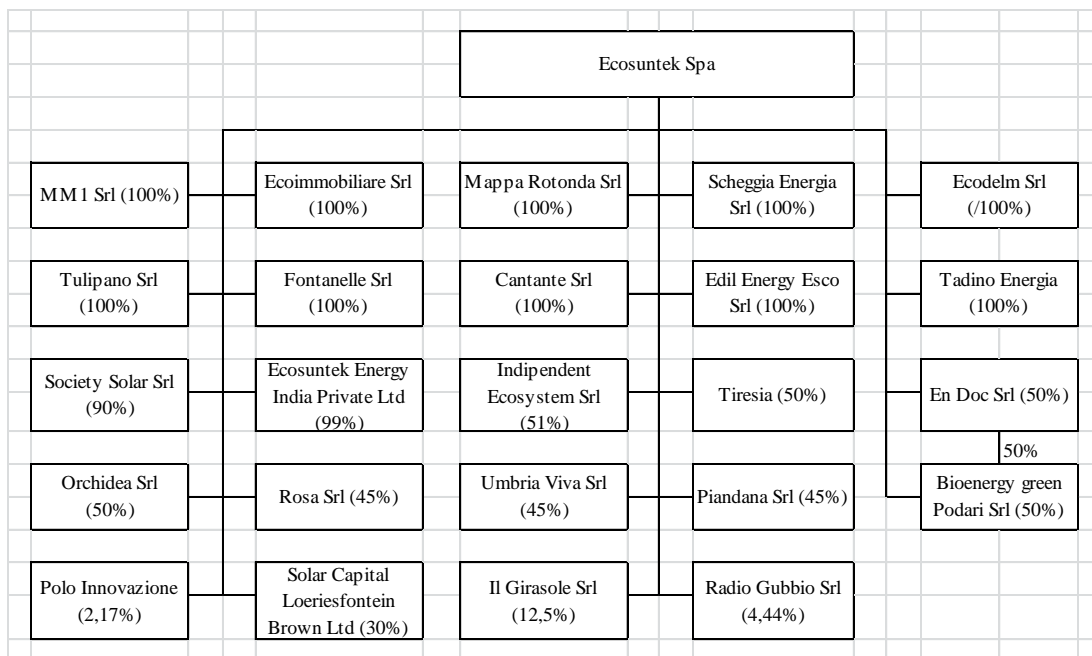 Ecosuntek Spa
MM1 Srl (100%)
Ecoimmobiliare Srl
(100%)
Mappa Rotonda Srl
(100%)
Scheggia Energia
Srl (100%)
Ecodelm Srl
(/100%)
Tulipano Srl
(100%)
Fontanelle Srl
(100%)
Cantante Srl
(100%)
Edil Energy Esco
Srl (100%)
Tadino Energia
(100%)
Society Solar Srl
(90%)
Ecosuntek Energy
India Private Ltd
(99%)
Indipendent
Ecosystem Srl
(51%)
Tiresia (50%)
En Doc Srl (50%)
50%
Orchidea Srl
(50%)
Rosa Srl (45%)
Umbria Viva Srl
(45%)
Piandana Srl (45%)
Bioenergy green
Podari Srl (50%)
Polo Innovazione
(2,17%)
Solar Capital
Loeriesfontein
Brown Ltd (30%)
Il Girasole Srl
(12,5%)
Radio Gubbio Srl
(4,44%)